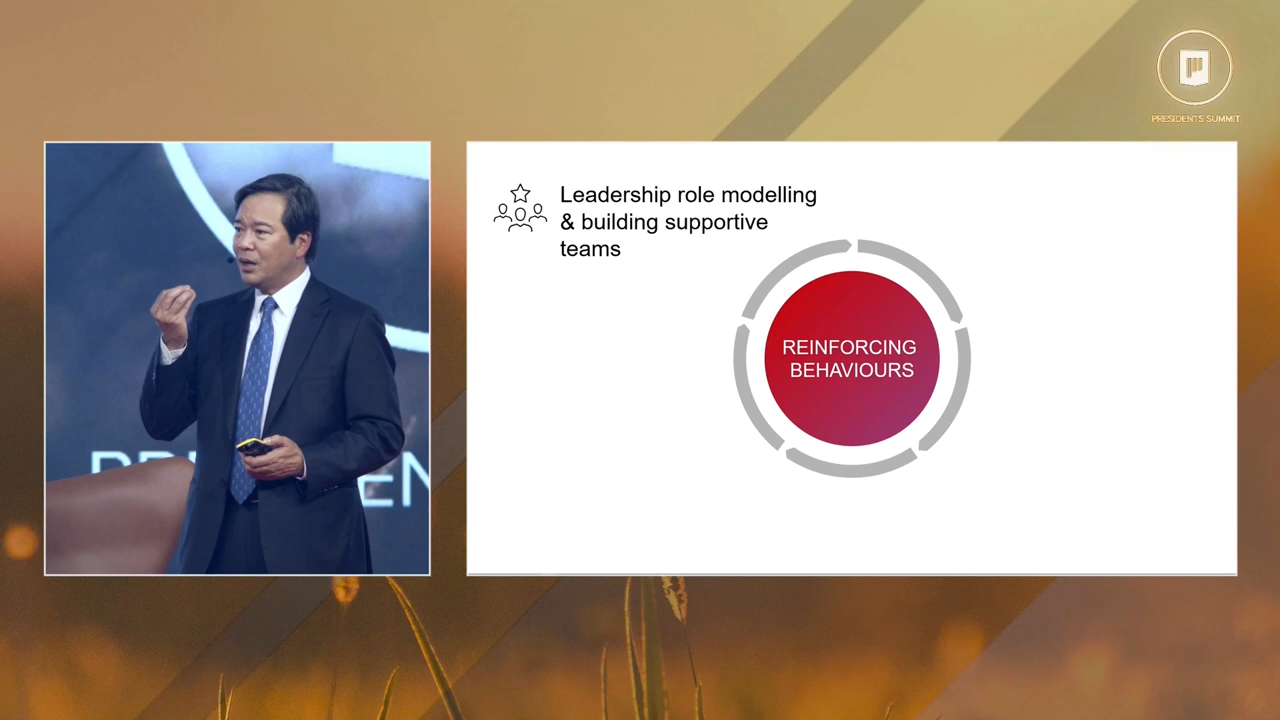 PRESIDENTS SUMMIT
Leadership role modelling
& building supportive
teams
REINFORCING
BEHAVIOURS